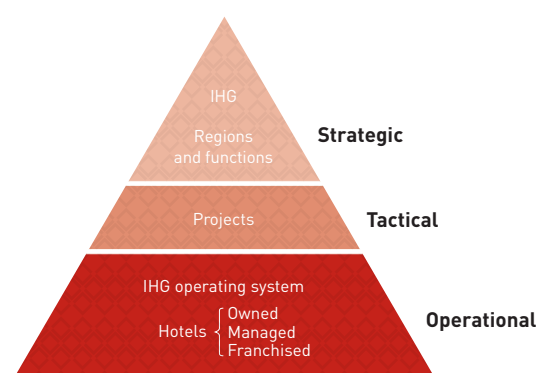 IHG
Regions
and functions
Strategic
Projects
Tactical
IHG operating system
Hotels
Owned
Managed
Franchised
Operational